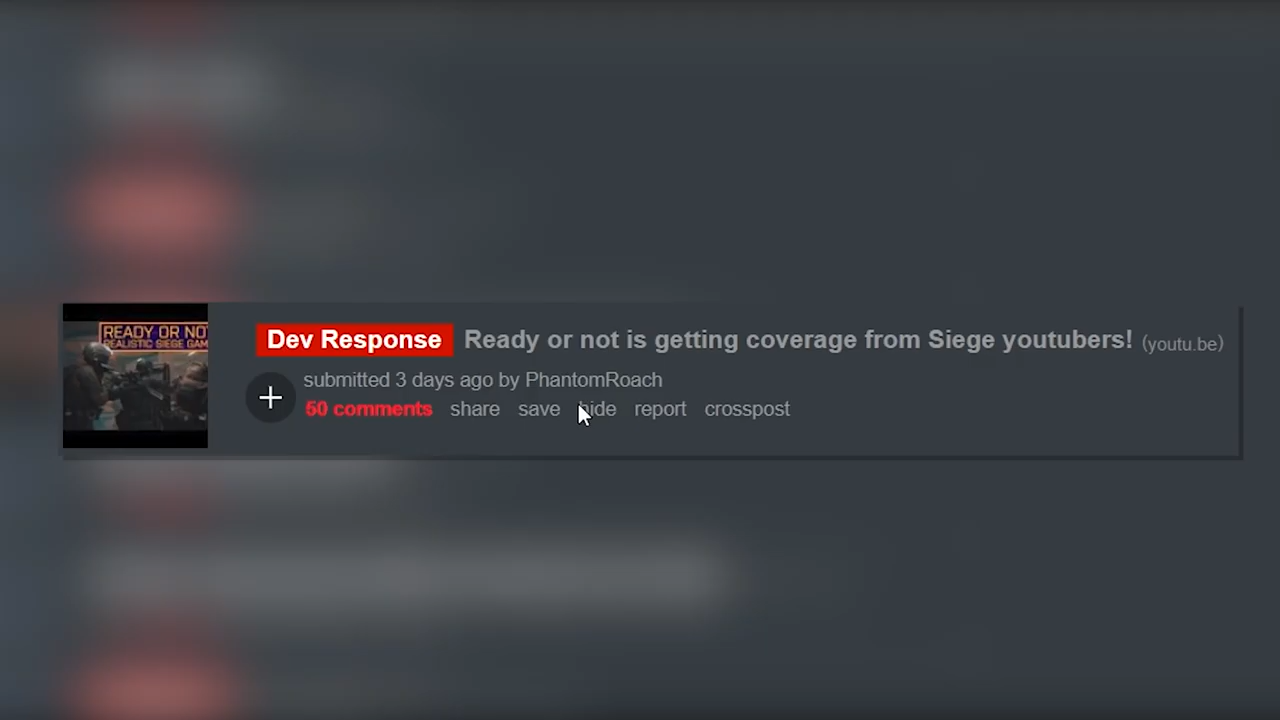 READY OR NO
REALISTIC SIEGE GAM
Dev Response Ready or not is getting coverage from Siege youtubers! (youtu.be)
submitted 3 days ago by PhantomRoach
50 comments share save hide report crosspost